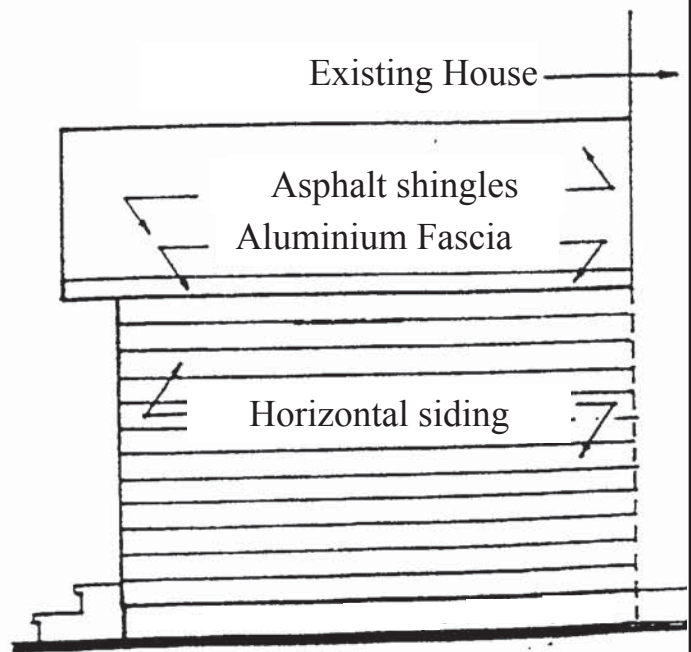 Existing House
Asphalt shingles
Aluminium Fascia
Horizontal siding